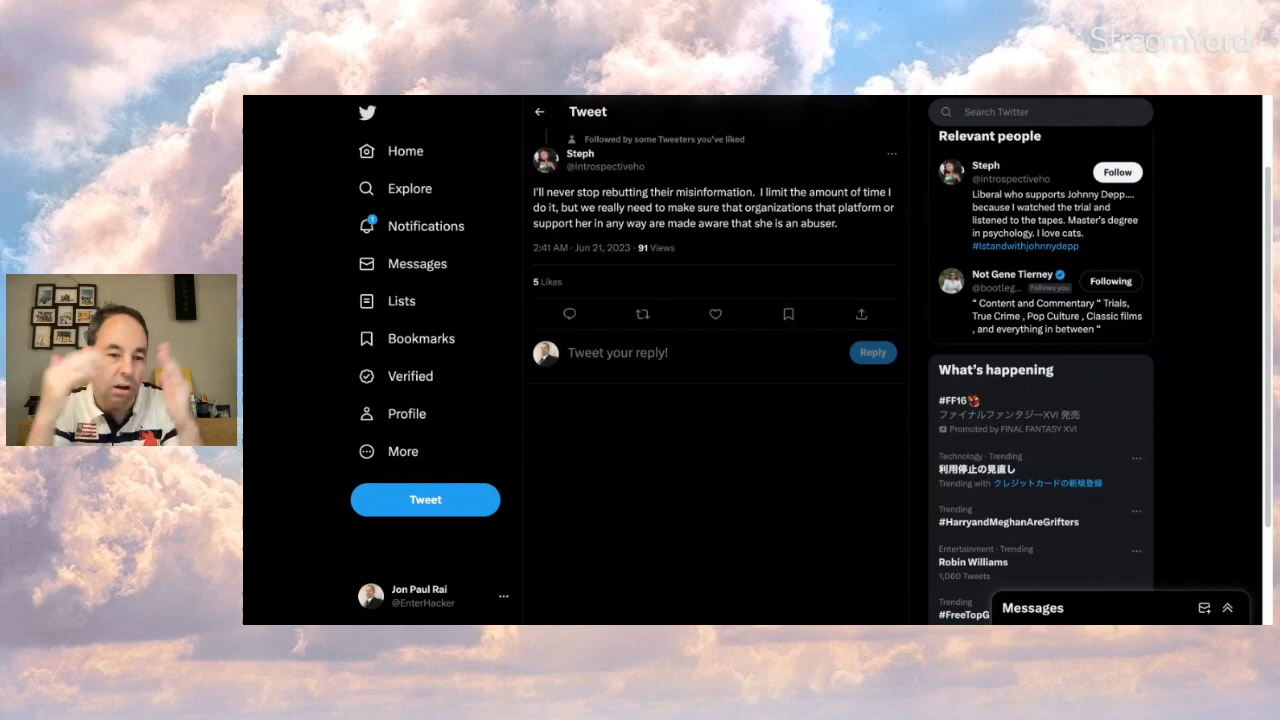 StreamYard
Tweet
Search Twitter
Home
Explore
1
Notifications
Messages
Lists
Bookmarks
Verified
Profile
More
Tweet
Jon Paul Rai
@EnterHacker
Followed by some Tweeters you've liked
Steph
@introspectiveho
I'll never stop rebutting their misinformation. I limit the amount of time I
do it, but we really need to make sure that organizations that platform or
support her in any way are made aware that she is an abuser.
2:41 AM · Jun 21, 2023 · 91 Views
5 Likes
Tweet your reply!
Reply
Relevant people
Steph
@introspectiveho
Follow
Liberal who supports Johnny Depp....
because I watched the trial and
listened to the tapes. Master's degree
in psychology. I love cats.
#Istandwithjohnnydepp
Not Gene Tierney
@bootleg... Follows you
Following
" Content and Commentary " Trials,
True Crime , Pop Culture , Classic films
, and everything in between "
What's happening
#FF16
ファイナルファンタジーXVI 発売
Promoted by FINAL FANTASY XVI
Technology · Trending
利用停止の見直し
Trending with クレジットカードの新規登録
Trending
#HarryandMeghanAreGrifters
Entertainment · Trending
Robin Williams
1,060 Tweets
Trending
#FreeTopG
Messages